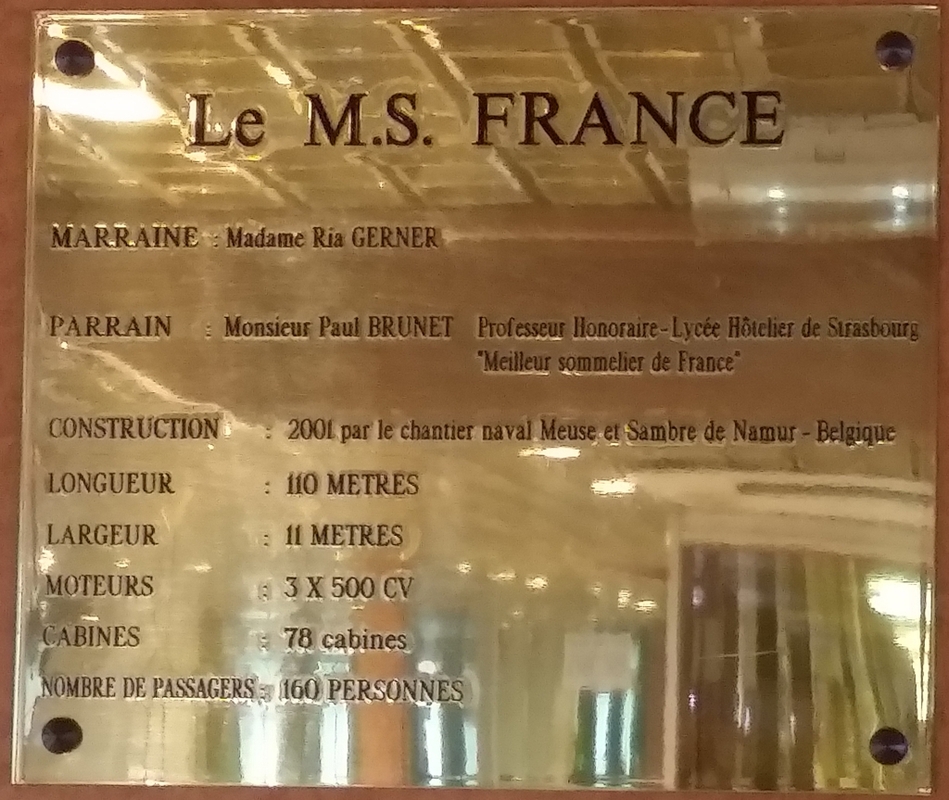 Le M.S. FRANCE
MARRAINE : Madame Ria GERNER
PARRAIN : Monsieur Paul BRUNET Professeur Honoraire-Lycée Hôtelier de Strasbourg
"Meilleur sommelier de France"
CONSTRUCTION : 2001 par le chantier naval Meuse et Sambre de Namur - Belgique
LONGUEUR : 110 METRES
LARGEUR : 11 METRES
MOTEURS : 3 X 500 CV
CABINES : 78 cabines
NOMBRE DE PASSAGERS : 160 PERSONNES